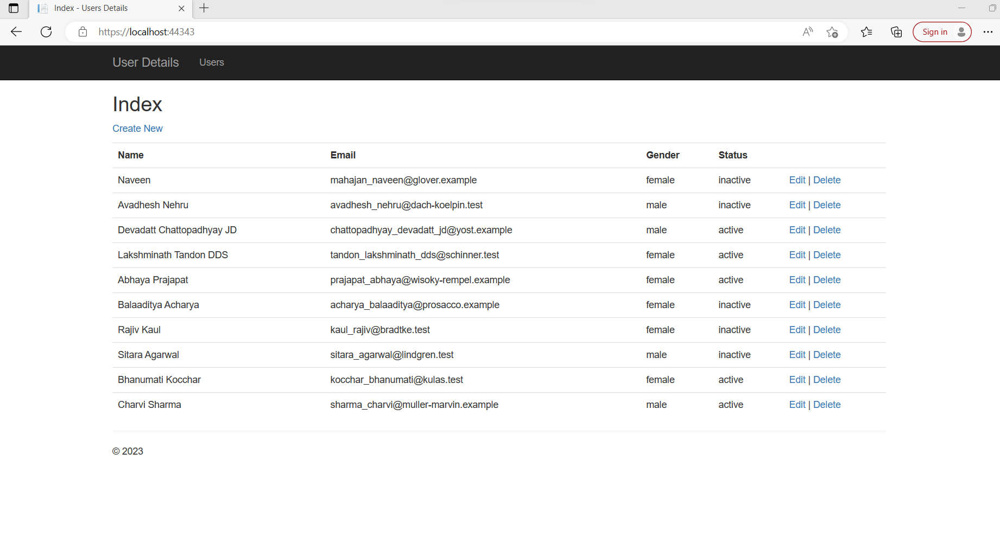 Index - Users Details
https://localhost:44343
Sign in
User Details Users
Index
Create New
Name Email Gender Status
Naveen mahajan_naveen@glover.example female inactive Edit | Delete
Avadhesh Nehru avadhesh_nehru@dach-koelpin.test male inactive Edit | Delete
Devadatt Chattopadhyay JD chattopadhyay_devadatt_jd@yost.example male active Edit | Delete
Lakshminath Tandon DDS tandon_lakshminath_dds@schinner.test female active Edit | Delete
Abhaya Prajapat prajapat_abhaya@wisoky-rempel.example female active Edit | Delete
Balaaditya Acharya acharya_balaaditya@prosacco.example female inactive Edit | Delete
Rajiv Kaul kaul_rajiv@bradtke.test female inactive Edit | Delete
Sitara Agarwal sitara_agarwal@lindgren.test male inactive Edit | Delete
Bhanumati Kocchar kocchar_bhanumati@kulas.test female active Edit | Delete
Charvi Sharma sharma_charvi@muller-marvin.example male active Edit | Delete
© 2023